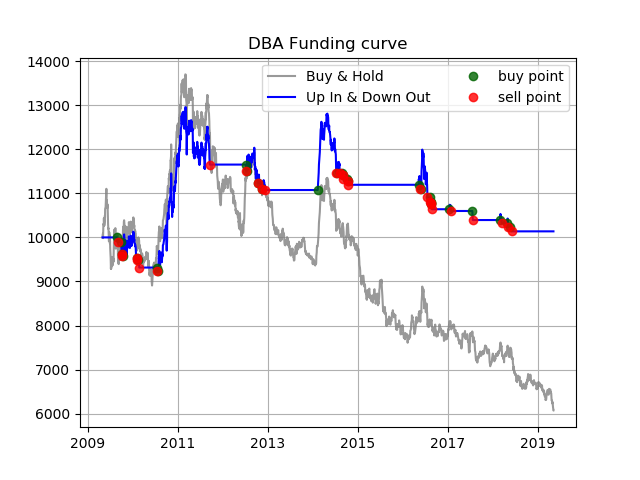 DBA Funding curve
14000
13000
12000
11000
10000
9000
8000
7000
6000
Buy & Hold
Up In & Down Out
buy point
sell point
2009 2011 2013 2015 2017 2019